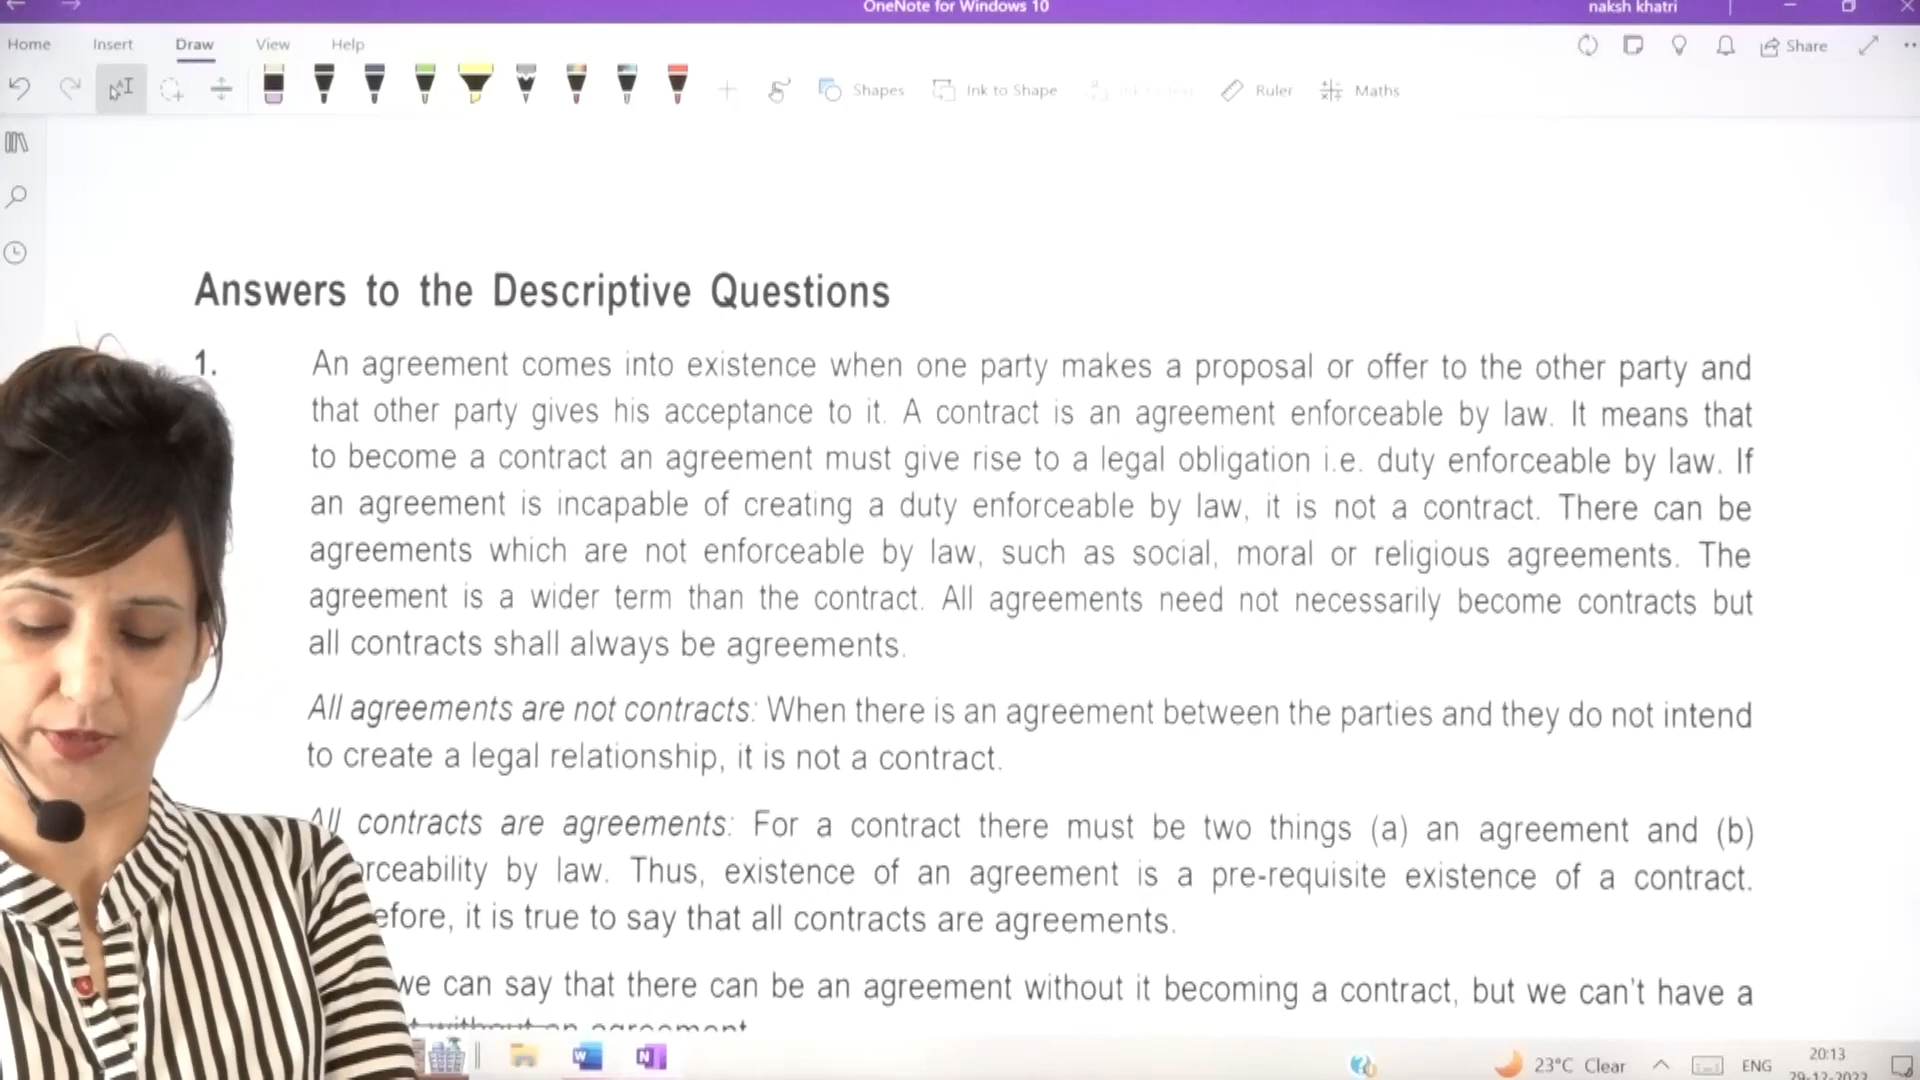 OneNote for Windows 10
naksh khatri
Home Insert Draw View Help
Share
Shapes Ink to Shape Ruler Maths
Answers to the Descriptive Questions
1. An agreement comes into existence when one party makes a proposal or offer to the other party and
that other party gives his acceptance to it. A contract is an agreement enforceable by law. It means that
to become a contract an agreement must give rise to a legal obligation i.e. duty enforceable by law. If
an agreement is incapable of creating a duty enforceable by law, it is not a contract. There can be
agreements which are not enforceable by law, such as social, moral or religious agreements. The
agreement is a wider term than the contract. All agreements need not necessarily become contracts but
all contracts shall always be agreements.
All agreements are not contracts: When there is an agreement between the parties and they do not intend
to create a legal relationship, it is not a contract.
All contracts are agreements: For a contract there must be two things (a) an agreement and (b)
rceability by law. Thus, existence of an agreement is a pre-requisite existence of a contract.
efore, it is true to say that all contracts are agreements.
we can say that there can be an agreement without it becoming a contract, but we can't have a
without an agreement
23°C Clear
ENG
20:13
29-12-2023